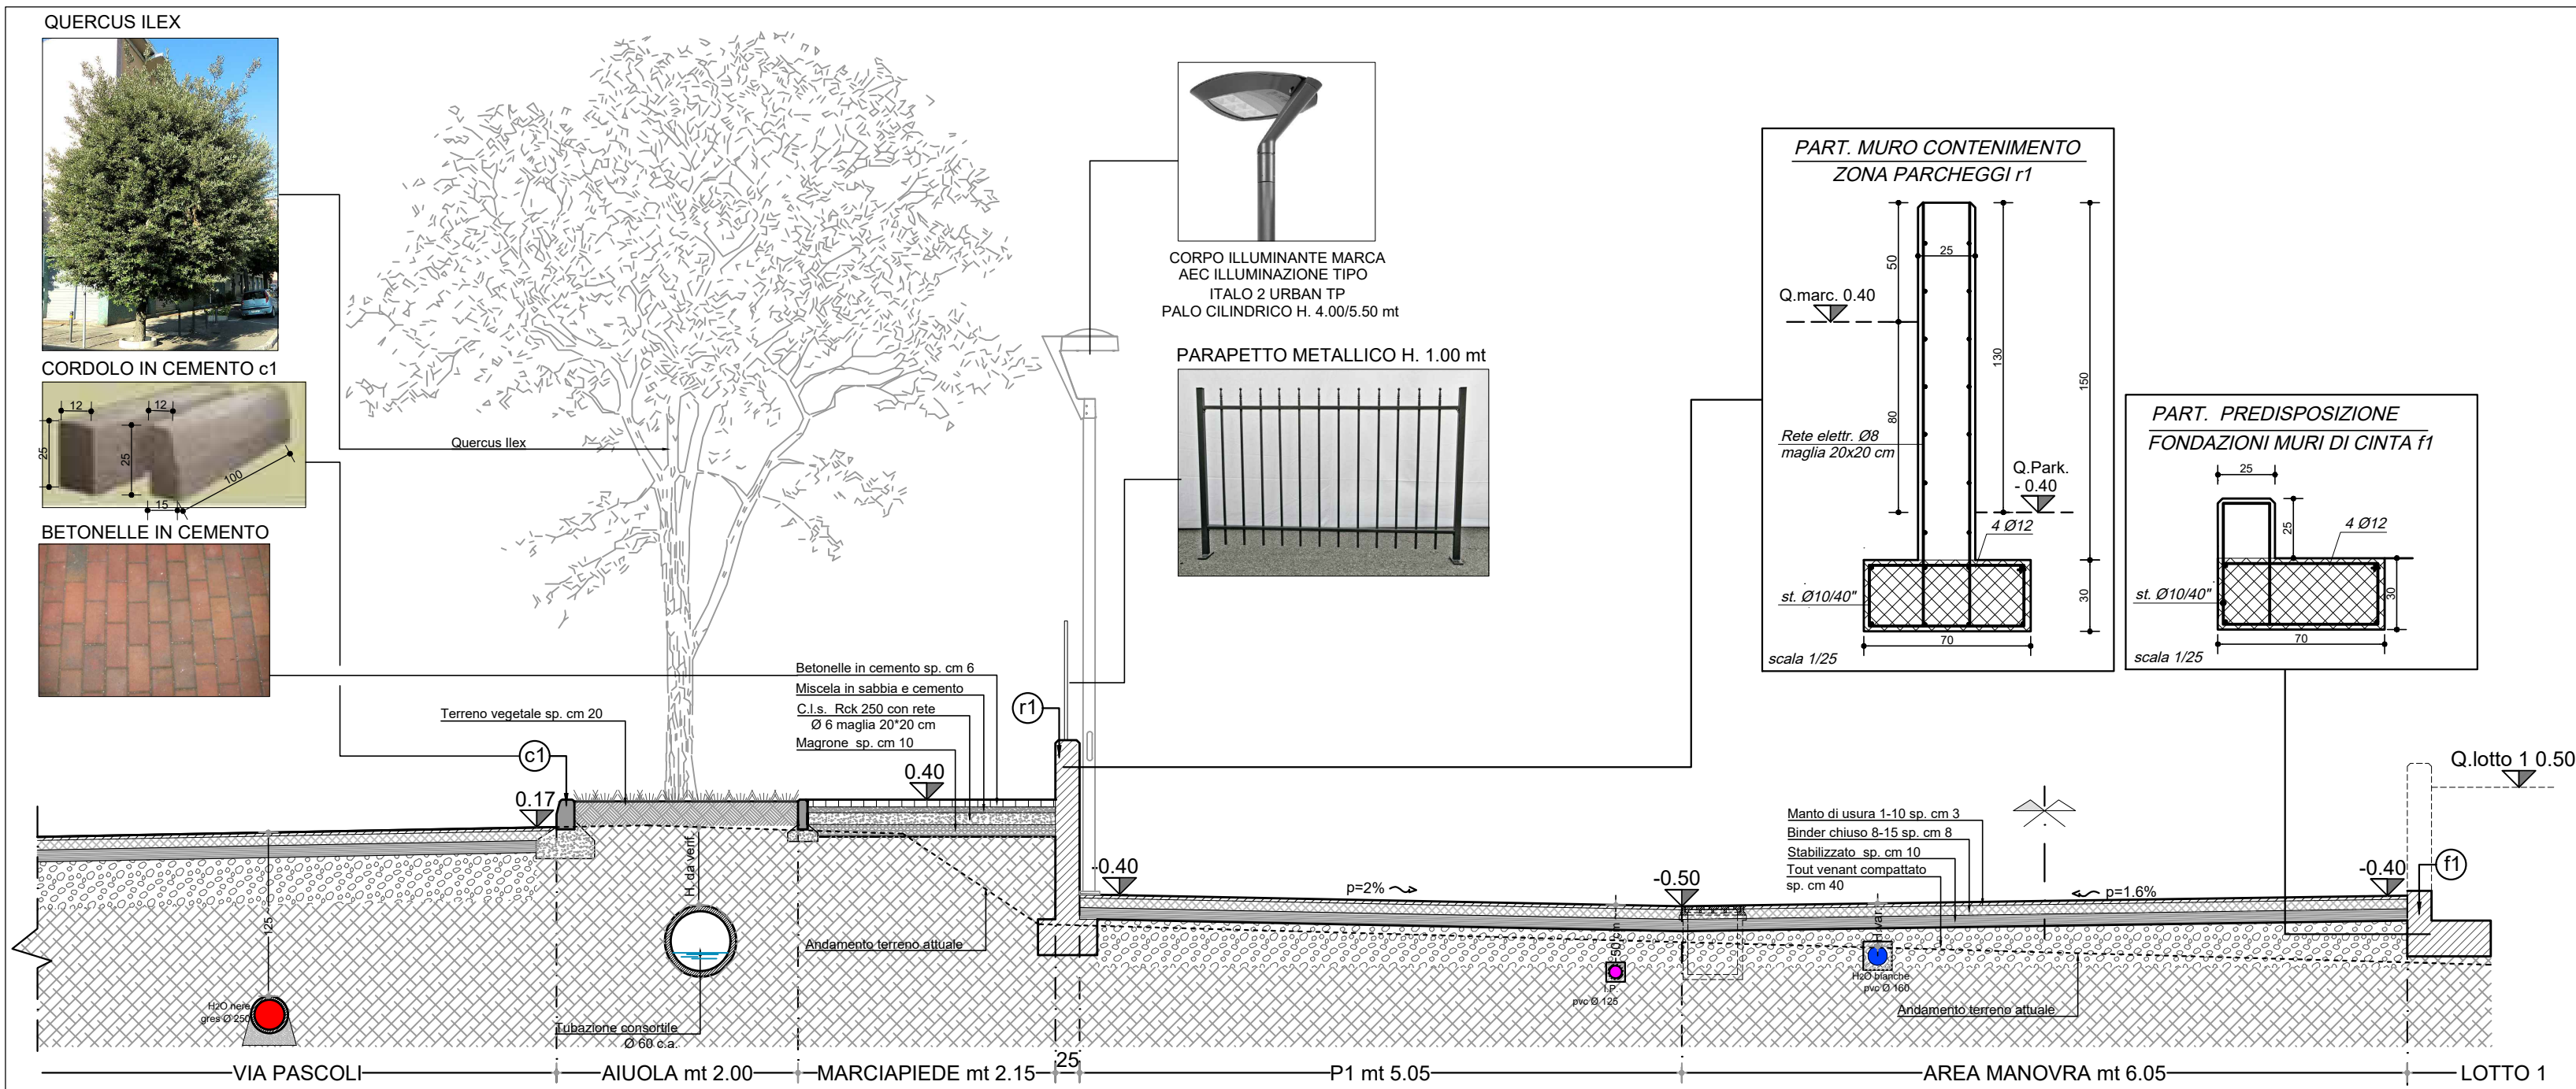 QUERCUS ILEX
CORDOLO IN CEMENTO c1
12
12
25
25
100
15
BETONELLE IN CEMENTO
Quercus Ilex
CORPO ILLUMINANTE MARCA
AEC ILLUMINAZIONE TIPO
ITALO 2 URBAN TP
PALO CILINDRICO H. 4.00/5.50 mt
PARAPETTO METALLICO H. 1.00 mt
PART. MURO CONTENIMENTO
ZONA PARCHEGGI r1
50
25
Q.marc. 0.40
130
150
80
Rete elettr. Ø8
maglia 20x20 cm
Q.Park.
- 0.40
4 Ø12
st. Ø10/40"
30
70
scala 1/25
PART. PREDISPOSIZIONE
FONDAZIONI MURI DI CINTA f1
25
25
4 Ø12
st. Ø10/40"
30
70
scala 1/25
Terreno vegetale sp. cm 20
Betonelle in cemento sp. cm 6
Miscela in sabbia e cemento
C.l.s. Rck 250 con rete
Ø 6 maglia 20*20 cm
Magrone sp. cm 10
c1
r1
0.17
0.40
H. da verif.
125
H2O nere
gres Ø 250
Tubazione consortile
Ø 60 c.a.
Andamento terreno attuale
-0.40
p=2%
-0.50
50 cm
I.P.
pvc Ø 125
Manto di usura 1-10 sp. cm 3
Binder chiuso 8-15 sp. cm 8
Stabilizzato sp. cm 10
Tout venant compattato
sp. cm 40
H.var.
H2O bianche
pvc Ø 160
p=1.6%
Andamento terreno attuale
-0.40
f1
Q.lotto 1 0.50
VIA PASCOLI
AIUOLA mt 2.00
MARCIAPIEDE mt 2.15
25
P1 mt 5.05
AREA MANOVRA mt 6.05
LOTTO 1